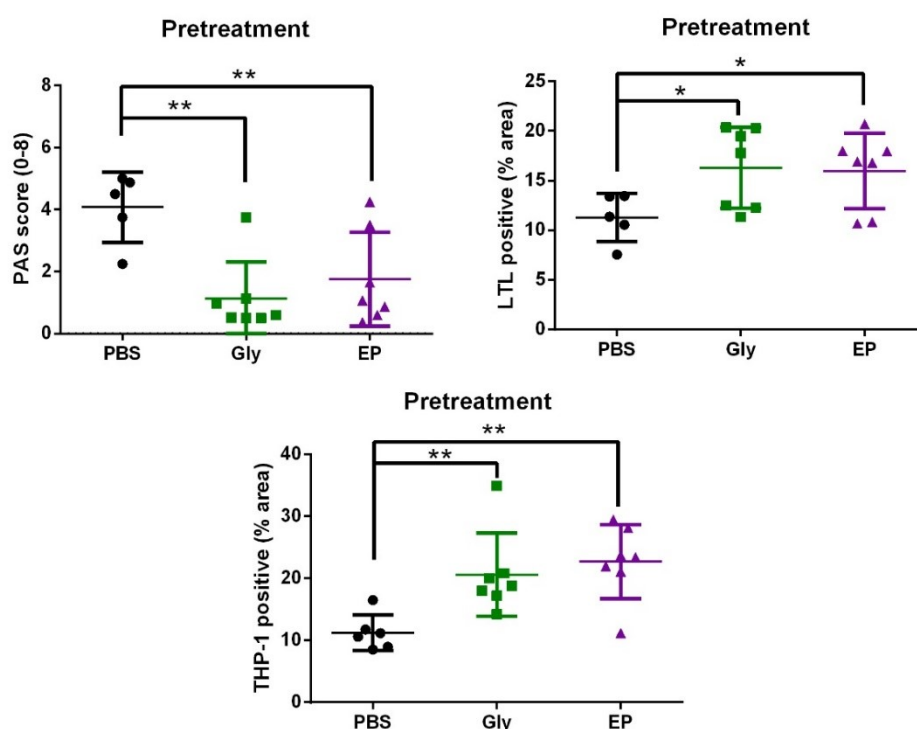 Pretreatment
**
**
PAS score (0-8)
8
6
4
2
0
PBS Gly EP
Pretreatment
*
*
LTL positive (% area)
25
20
15
10
5
0
PBS Gly EP
Pretreatment
**
**
THP-1 positive (% area)
40
30
20
10
0
PBS Gly EP